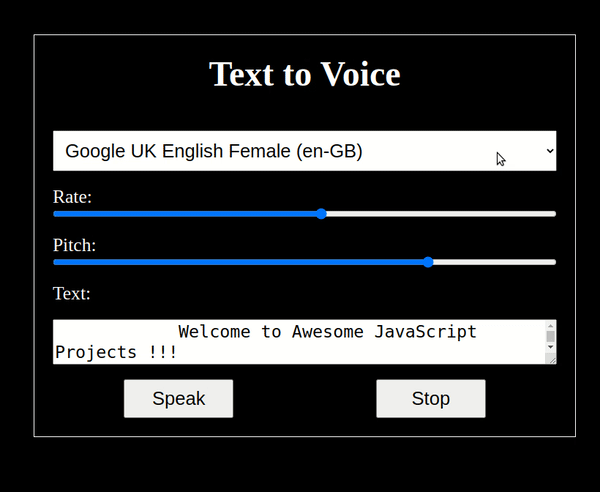 Text to Voice
Google UK English Female (en-GB)
Rate:
Pitch:
Text:
Welcome to Awesome JavaScript
Projects !!!
Speak
Stop